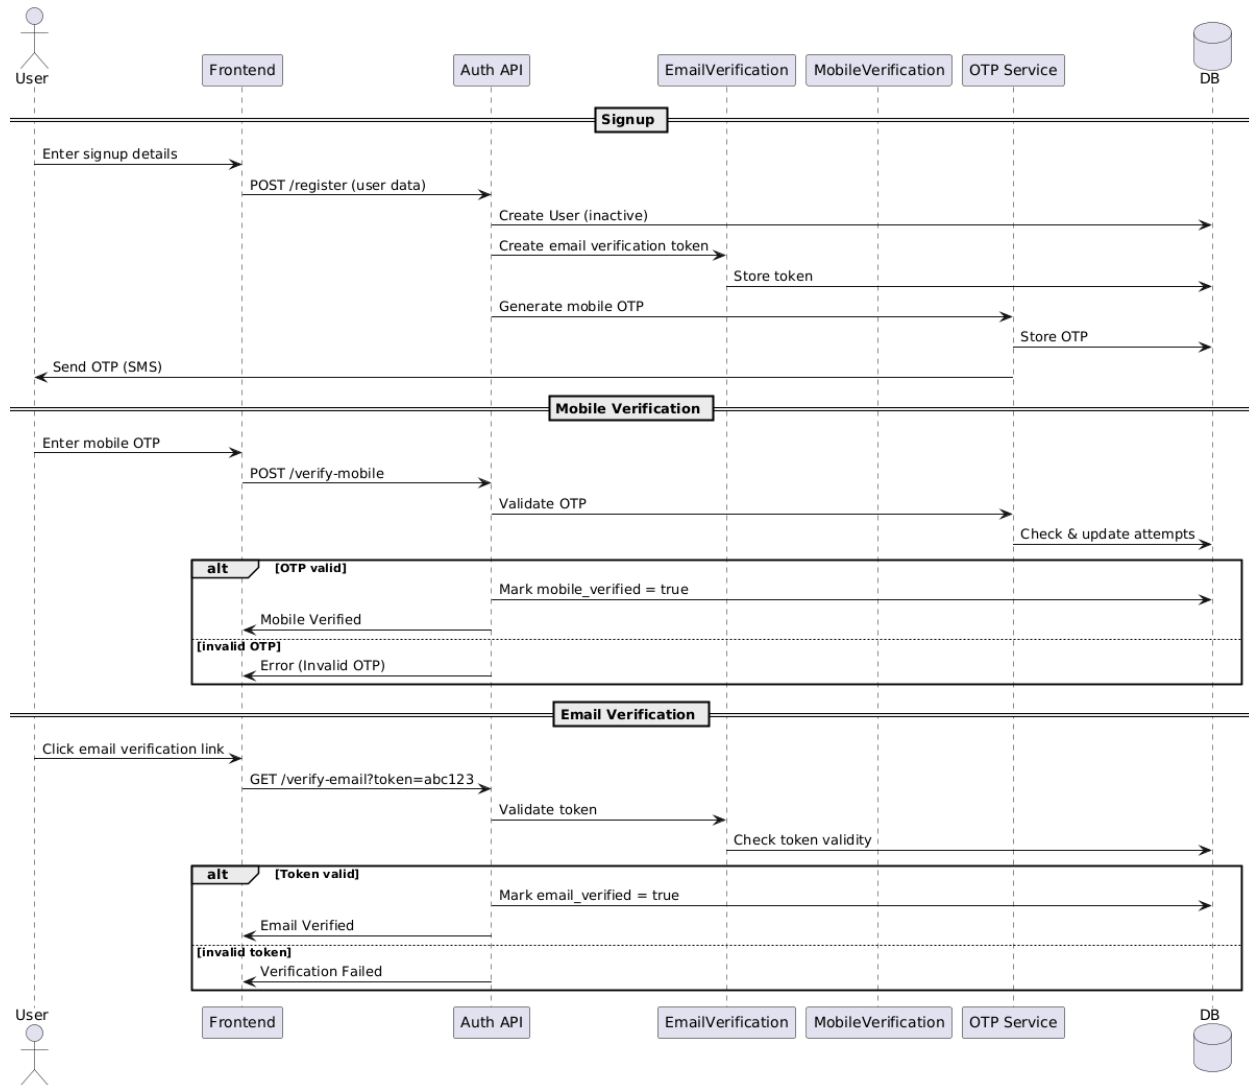 User
Frontend
Auth API
EmailVerification
MobileVerification
OTP Service
DB
Signup
Enter signup details
POST /register (user data)
Create User (inactive)
Create email verification token
Store token
Generate mobile OTP
Store OTP
Send OTP (SMS)
Mobile Verification
Enter mobile OTP
POST /verify-mobile
Validate OTP
Check & update attempts
alt [OTP valid]
Mark mobile_verified = true
Mobile Verified
[invalid OTP]
Error (Invalid OTP)
Email Verification
Click email verification link
GET /verify-email?token=abc123
Validate token
Check token validity
alt [Token valid]
Mark email_verified = true
Email Verified
[invalid token]
Verification Failed
User
Frontend
Auth API
EmailVerification
MobileVerification
OTP Service
DB